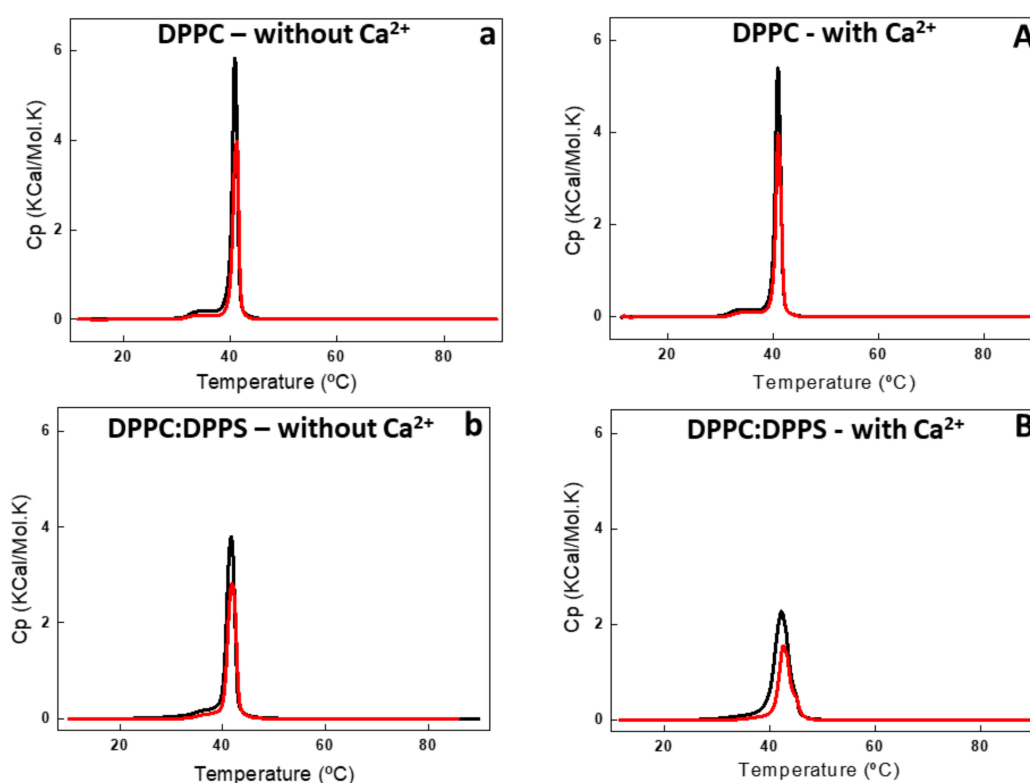 DPPC – without Ca²⁺ a
6
4
2
0
Cp (KCal/Mol.K)
20 40 60 80
Temperature (ºC)
DPPC - with Ca²⁺ A
6
4
2
0
Cp (KCal/Mol.K)
20 40 60 80
Temperature (ºC)
DPPC:DPPS – without Ca²⁺ b
6
4
2
0
Cp (KCal/Mol.K)
20 40 60 80
Temperature (ºC)
DPPC:DPPS - with Ca²⁺ B
6
4
2
0
Cp (KCal/Mol.K)
20 40 60 80
Temperature (ºC)